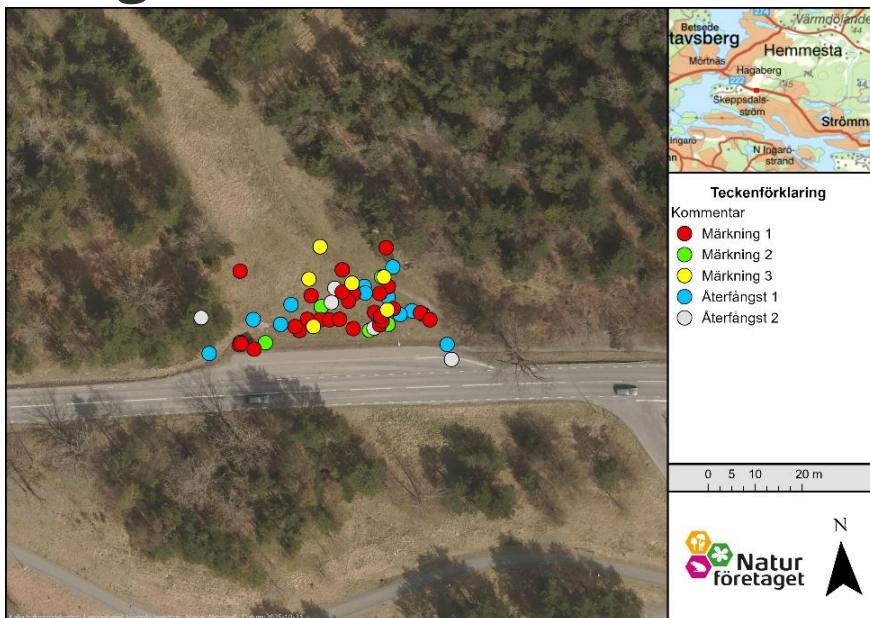 g
Betsede
Värmdölande
tavsberg
44
Mörtnäs
Hemmesta
Hagaberg
222
Skeppsdals-
ström
Strömma
N Ingarö-
strand
Teckenförklaring
Kommentar
Märkning 1
Märkning 2
Märkning 3
Återfångst 1
Återfångst 2
0 5 10 20 m
Natur
företaget
N